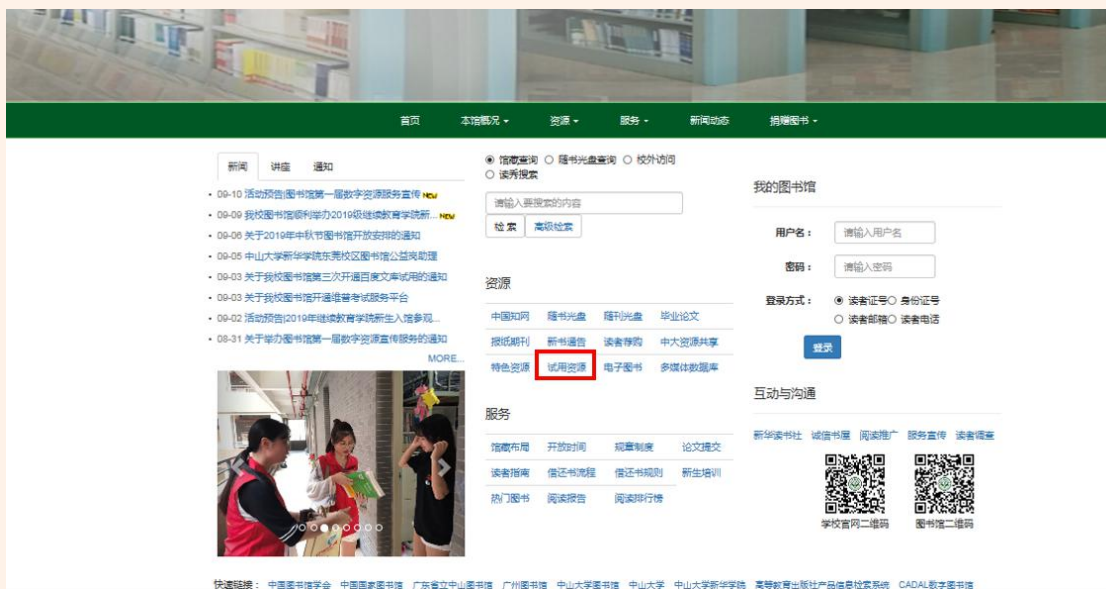 首页 本馆概况 资源 服务 新闻动态 捐赠图书
新闻 讲座 通知
09-10 活动预告|图书馆第一届数字资源服务宣传 NEW
09-09 我校图书馆顺利举办2019级继续教育学院新... NEW
09-06 关于2019年中秋节图书馆开放安排的通知
09-05 中山大学新华学院东莞校区图书馆公益岗助理
09-03 关于我校图书馆第三次开通百度文库试用的通知
09-03 关于我校图书馆开通维普考试服务平台
09-02 活动预告|2019年继续教育学院新生入馆参观...
08-31 关于举办图书馆第一届数字资源宣传服务的通知
MORE...
馆藏查询 随书光盘查询 校外访问
读秀搜索
请输入要搜索的内容
检索 高级检索
资源
中国知网 随书光盘 随刊光盘 毕业论文
报纸期刊 新书通告 读者荐购 中大资源共享
特色资源 试用资源 电子图书 多媒体数据库
服务
馆藏布局 开放时间 规章制度 论文提交
读者指南 借还书流程 借还书规则 新生培训
热门图书 阅读报告 阅读排行榜
我的图书馆
用户名： 请输入用户名
密码： 请输入密码
登录方式： 读者证号 身份证号
读者邮箱 读者电话
登录
互动与沟通
新华读书社 诚信书屋 阅读推广 服务宣传 读者调查
学校官网二维码 图书馆二维码
快速链接： 中国图书馆学会 中国国家图书馆 广东省立中山图书馆 广州图书馆 中山大学图书馆 中山大学 中山大学新华学院 高等教育出版社产品信息检索系统 CADAL数字图书馆